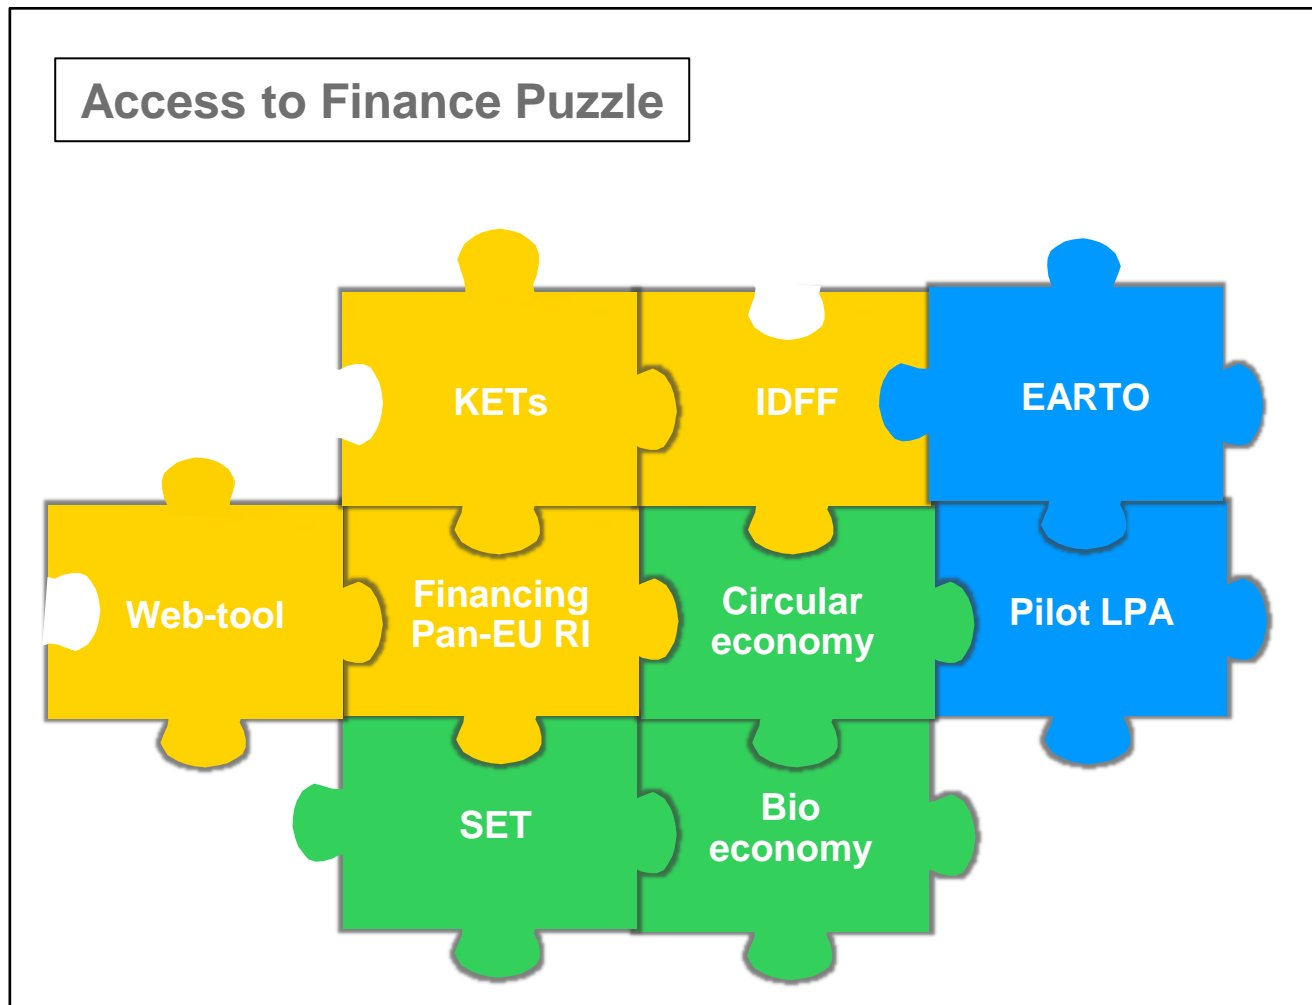 Access to Finance Puzzle
KETs
IDFF
EARTO
Web-tool
Financing
Pan-EU RI
Circular
economy
Pilot LPA
SET
Bio
economy